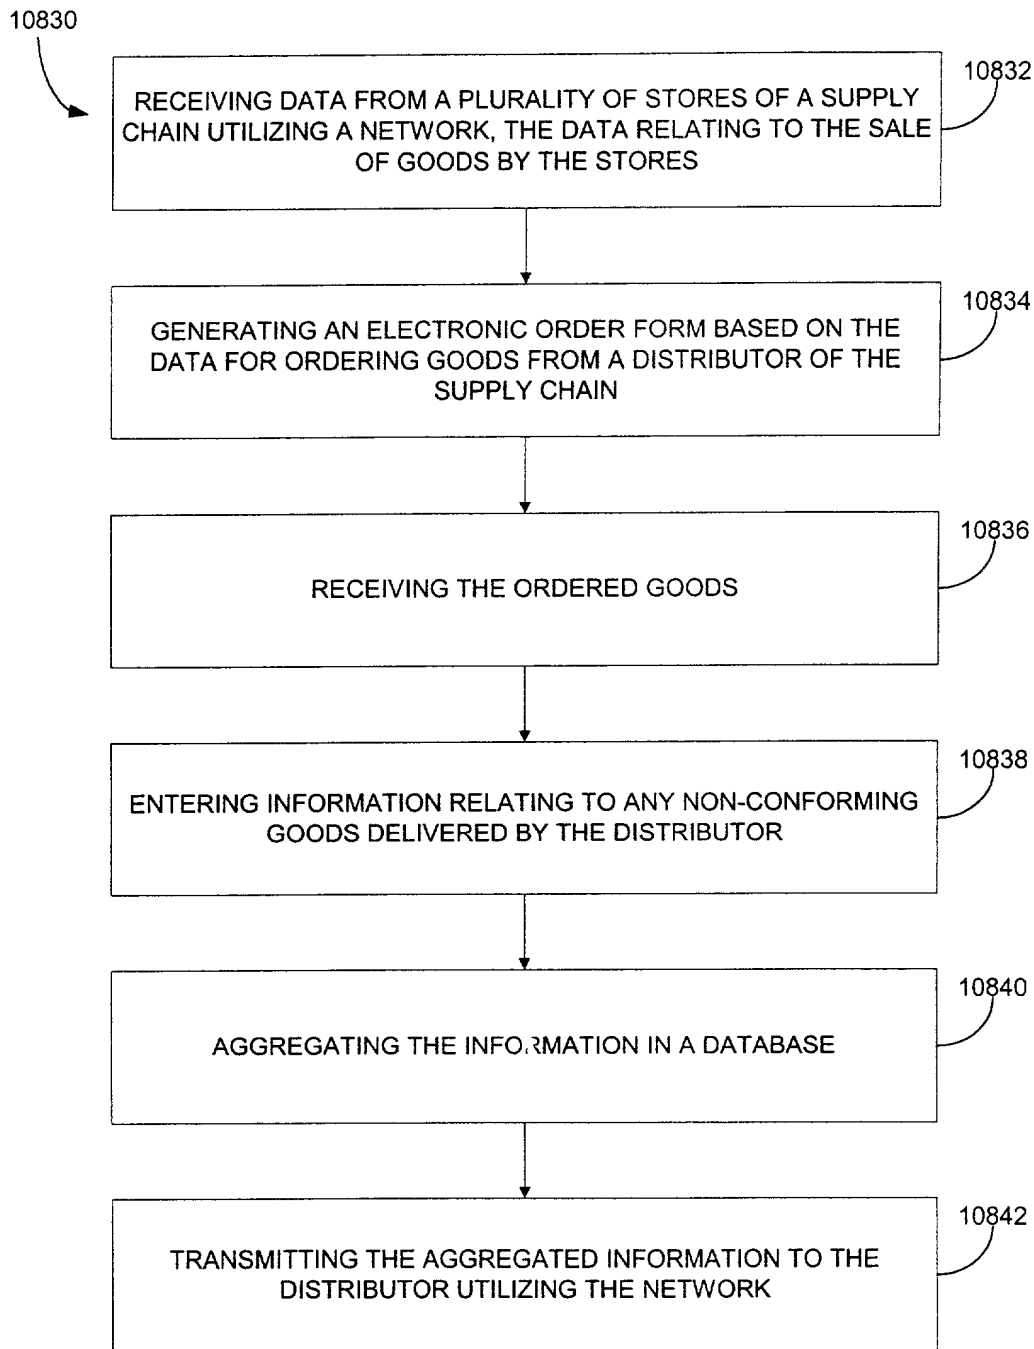 10830
10832
RECEIVING DATA FROM A PLURALITY OF STORES OF A SUPPLY
CHAIN UTILIZING A NETWORK, THE DATA RELATING TO THE SALE
OF GOODS BY THE STORES
10834
GENERATING AN ELECTRONIC ORDER FORM BASED ON THE
DATA FOR ORDERING GOODS FROM A DISTRIBUTOR OF THE
SUPPLY CHAIN
10836
RECEIVING THE ORDERED GOODS
10838
ENTERING INFORMATION RELATING TO ANY NON-CONFORMING
GOODS DELIVERED BY THE DISTRIBUTOR
10840
AGGREGATING THE INFORMATION IN A DATABASE
10842
TRANSMITTING THE AGGREGATED INFORMATION TO THE
DISTRIBUTOR UTILIZING THE NETWORK